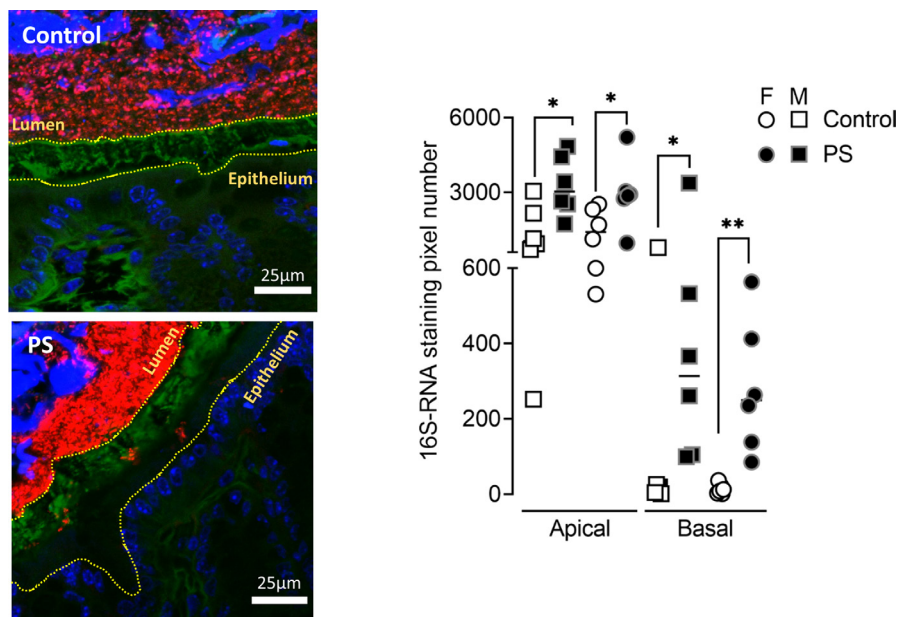 Control
Lumen
Epithelium
25µm
PS
Lumen
Epithelium
25µm
F M
Control
PS
16S-RNA staining pixel number
6000
3000
600
400
200
0
*
*
*
**
Apical
Basal